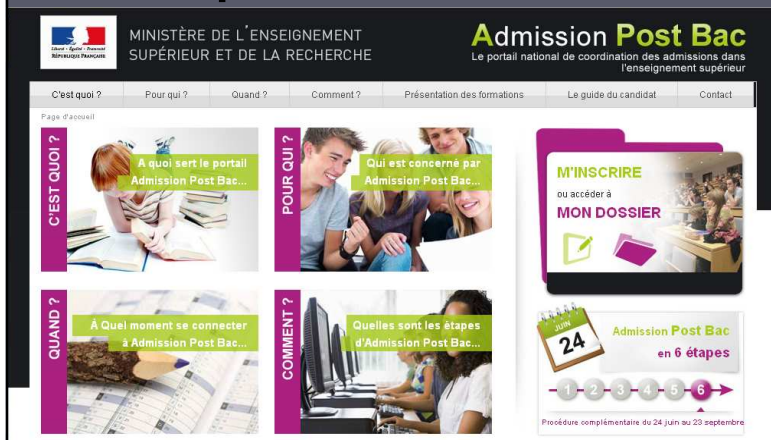 Liberté • Égalité • Fraternité
RÉPUBLIQUE FRANÇAISE
MINISTÈRE DE L'ENSEIGNEMENT
SUPÉRIEUR ET DE LA RECHERCHE
Admission Post Bac
Le portail national de coordination des admissions dans
l'enseignement supérieur
C'est quoi ? Pour qui ? Quand ? Comment ? Présentation des formations Le guide du candidat Contact
Page d'accueil
C'EST QUOI ?
A quoi sert le portail
Admission Post Bac...
POUR QUI ?
Qui est concerné par
Admission Post Bac...
M'INSCRIRE
ou accéder à
MON DOSSIER
QUAND ?
À Quel moment se connecter
à Admission Post Bac...
COMMENT ?
Quelles sont les étapes
d'Admission Post Bac...
JUIN
24
Admission Post Bac
en 6 étapes
1 2 3 4 5 6
Procédure complémentaire du 24 juin au 23 septembre